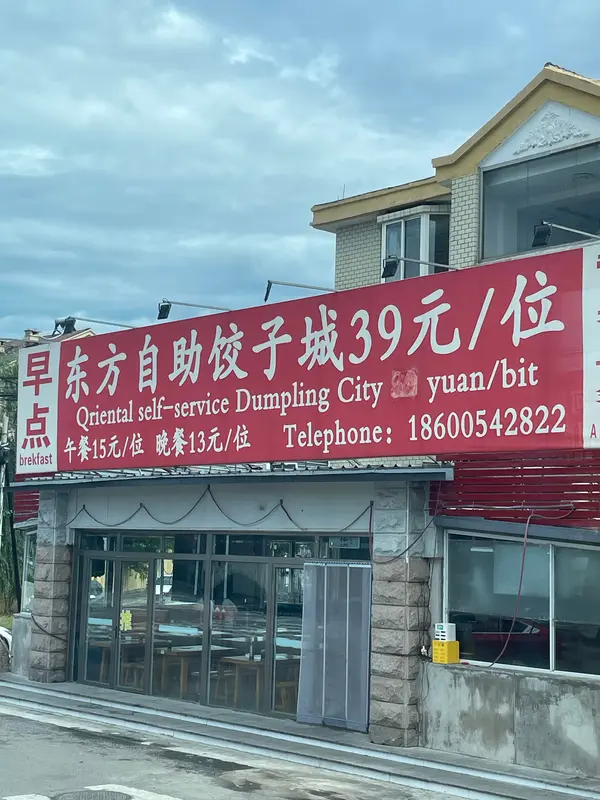 早点
brekfast
东方自助饺子城39元/位
Qriental self-service Dumpling City
yuan/bit
午餐15元/位 晚餐13元/位
Telephone: 18600542822